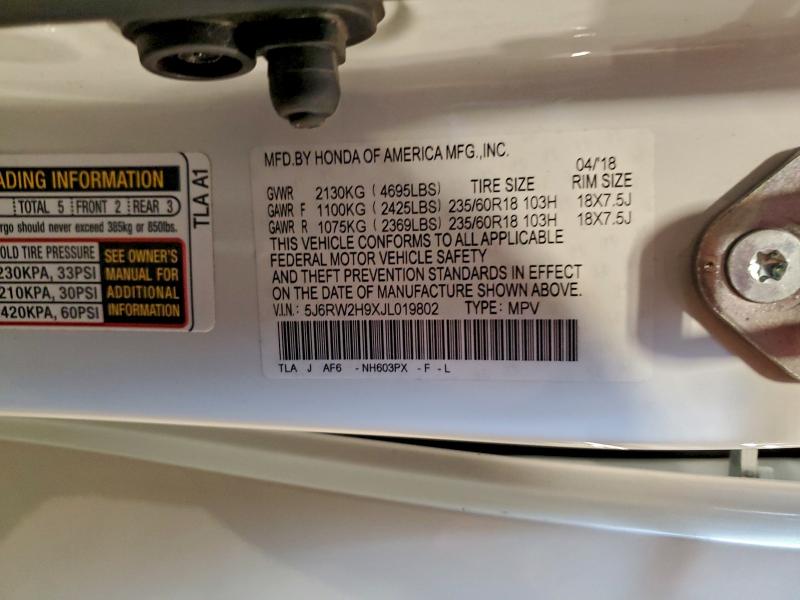 ADING INFORMATION
TOTAL 5 FRONT 2 REAR 3
rgo should never exceed 385kg or 850lbs.
OLD TIRE PRESSURE
230KPA, 33PSI
210KPA, 30PSI
420KPA, 60PSI
SEE OWNER'S
MANUAL FOR
ADDITIONAL
INFORMATION
TLA A1
MFD.BY HONDA OF AMERICA MFG.,INC.
04/'18
GVWR 2130KG (4695LBS) TIRE SIZE RIM SIZE
GAWR F 1100KG (2425LBS) 235/60R18 103H 18X7.5J
GAWR R 1075KG (2369LBS) 235/60R18 103H 18X7.5J
THIS VEHICLE CONFORMS TO ALL APPLICABLE
FEDERAL MOTOR VEHICLE SAFETY
AND THEFT PREVENTION STANDARDS IN EFFECT
ON THE DATE OF MANUFACTURE SHOWN ABOVE.
V.I.N.: 5J6RW2H9XJL019802 TYPE: MPV
TLA J AF6 -NH603PX -F -L